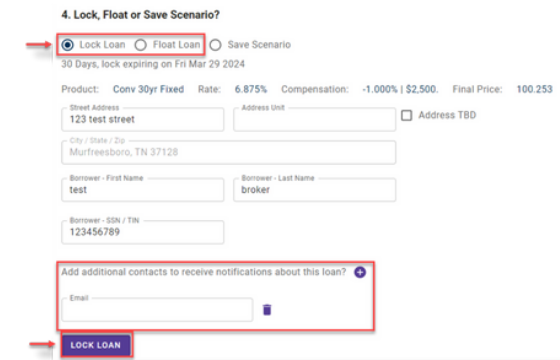 4. Lock, Float or Save Scenario?
Lock Loan Float Loan Save Scenario
30 Days, lock expiring on Fri Mar 29 2024
Product: Conv 30yr Fixed Rate: 6.875% Compensation: -1.000% | $2,500. Final Price: 100.253
Street Address
123 test street
Address Unit
Address TBD
City / State / Zip
Murfreesboro, TN 37128
Borrower - First Name
test
Borrower - Last Name
broker
Borrower - SSN / TIN
123456789
Add additional contacts to receive notifications about this loan?
Email
LOCK LOAN